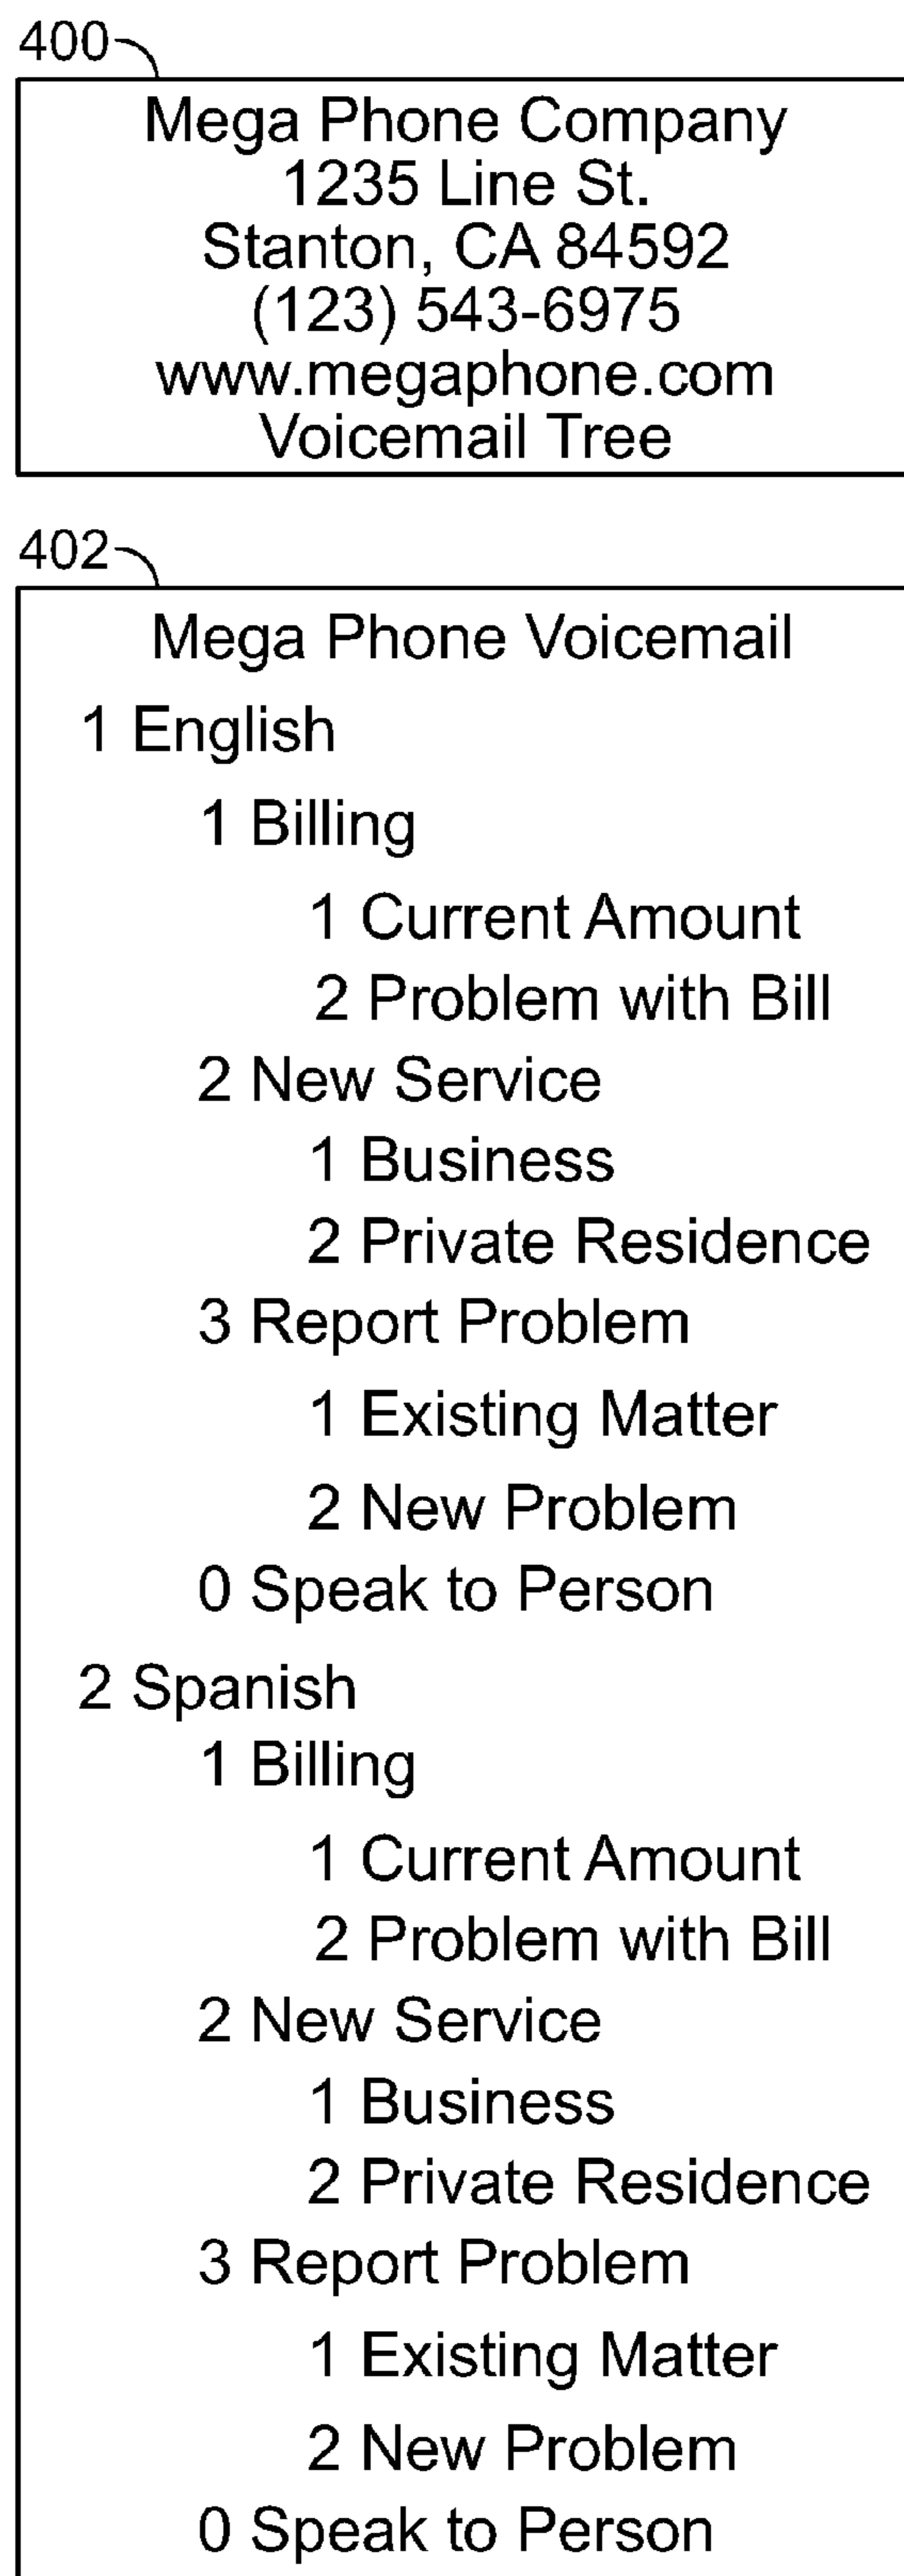 400
Mega Phone Company
1235 Line St.
Stanton, CA 84592
(123) 543-6975
www.megaphone.com
Voicemail Tree
402
Mega Phone Voicemail
1 English
1 Billing
1 Current Amount
2 Problem with Bill
2 New Service
1 Business
2 Private Residence
3 Report Problem
1 Existing Matter
2 New Problem
0 Speak to Person
2 Spanish
1 Billing
1 Current Amount
2 Problem with Bill
2 New Service
1 Business
2 Private Residence
3 Report Problem
1 Existing Matter
2 New Problem
0 Speak to Person